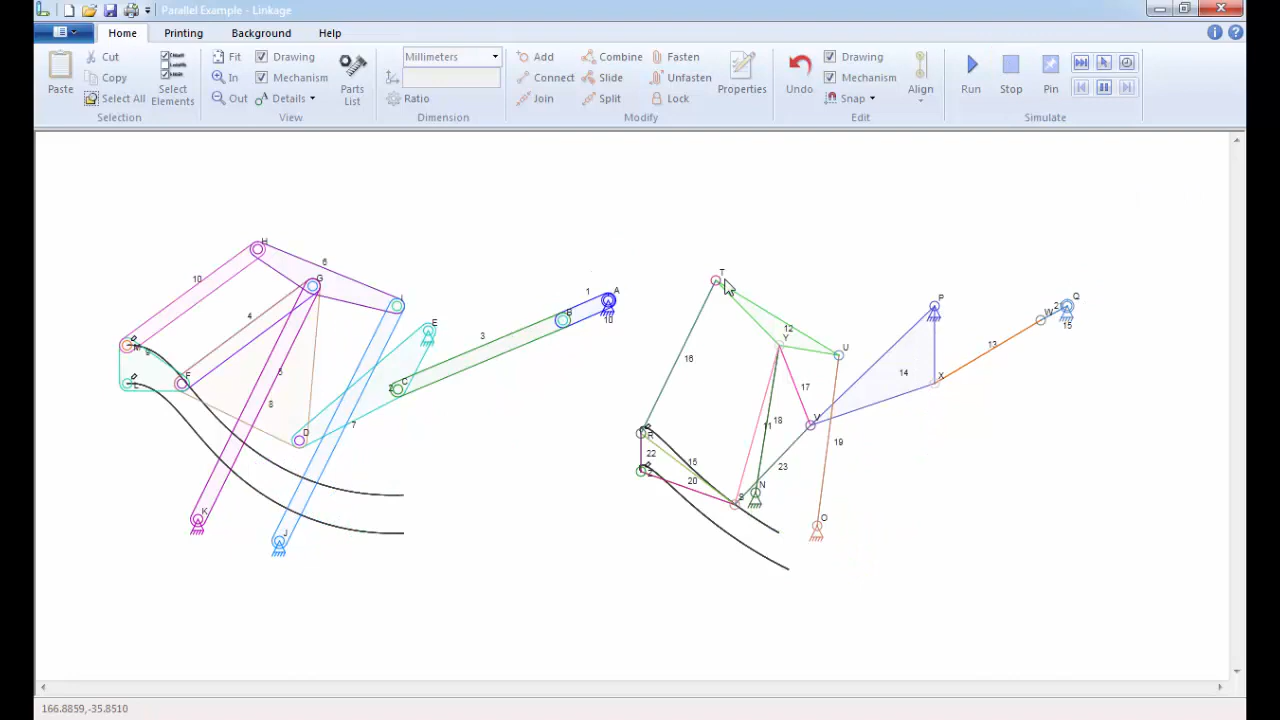 Parallel Example - Linkage
Home Printing Background Help
Paste Cut Copy Select All Select Elements Selection
Fit In Out Drawing Mechanism Details Parts List View
Millimeters Ratio Dimension
Add Connect Join Combine Slide Split Fasten Unfasten Lock Properties Modify
Undo Drawing Mechanism Snap Align Edit
Run Stop Pin Simulate
H
6
10
G
T
4
I
E
1
A
B
10
3
12
Y
U
P
W
Q
15
13
M
F
C
16
17
14
X
5
8
D
7
V
R
22
15
11
18
19
20
23
S
N
K
J
O
166.8859,-35.8510